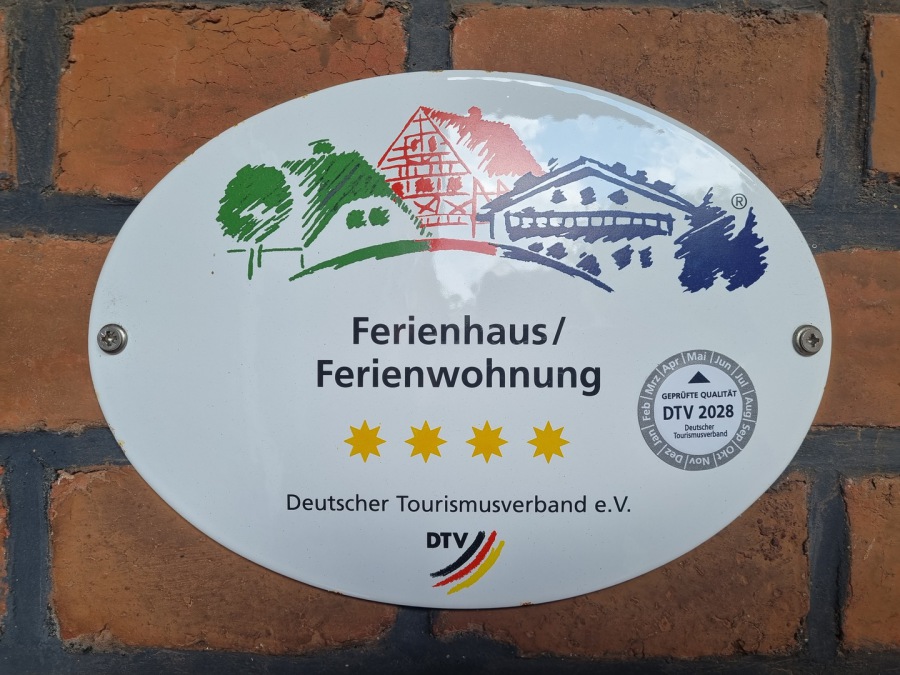 ®
Ferienhaus/
Ferienwohnung
Jan Feb Mrz Apr Mai Jun Jul Aug Sep Okt Nov Dez
GEPRÜFTE QUALITÄT
DTV 2028
Deutscher
Tourismusverband
Deutscher Tourismusverband e.V.
DTV